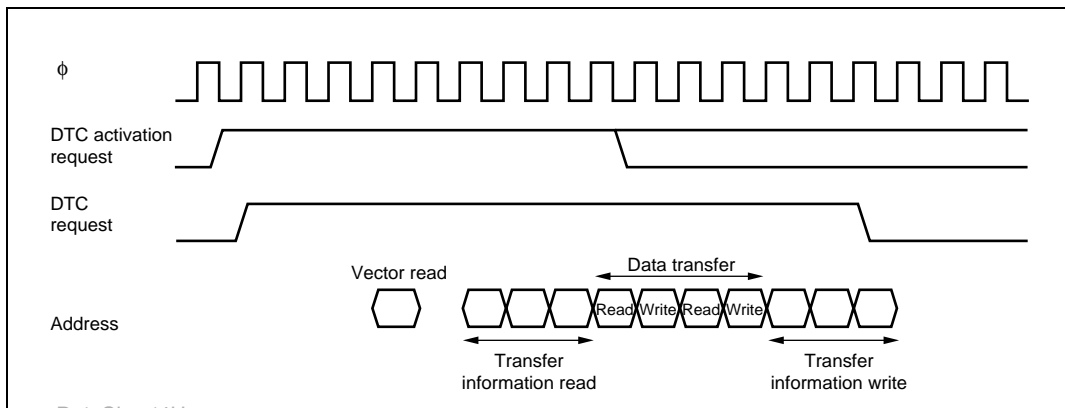 φ
DTC activation
request
DTC
request
Vector read
Data transfer
Address
Read Write Read Write
Transfer
information read
Transfer
information write